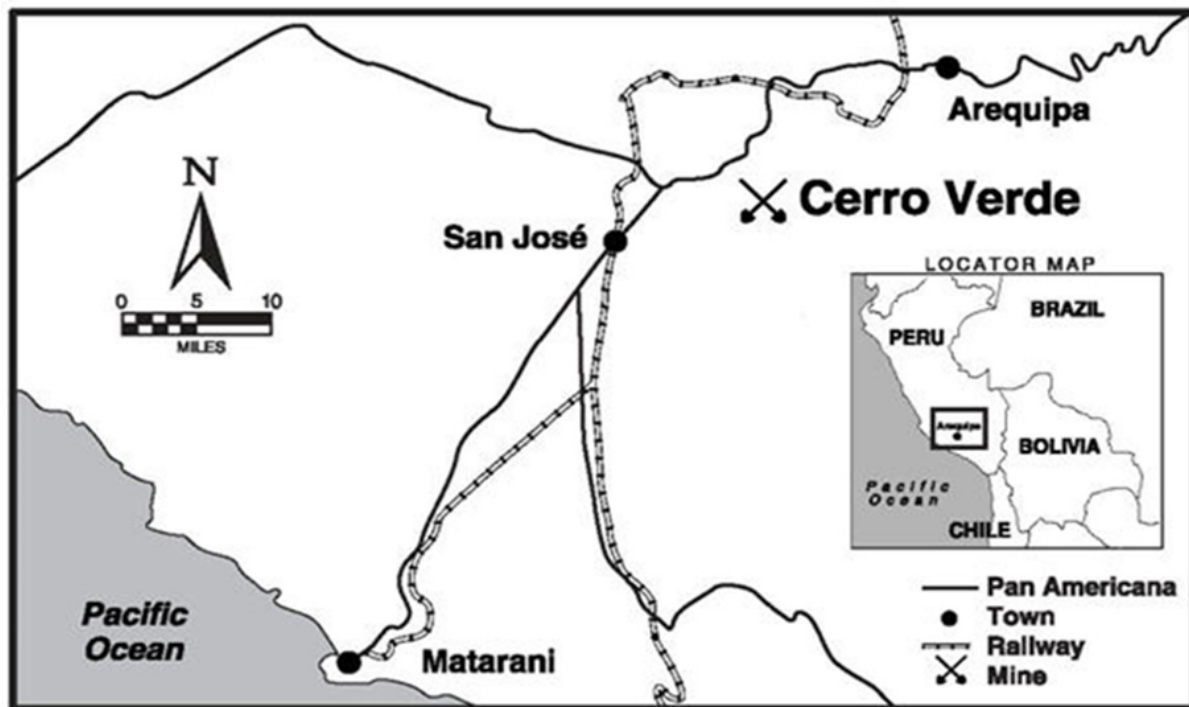 Arequipa
N
Cerro Verde
San José
0 5 10
MILES
LOCATOR MAP
BRAZIL
PERU
Arequipa
BOLIVIA
Pacific
Ocean
CHILE
Pacific
Ocean
Matarani
Pan Americana
Town
Railway
Mine